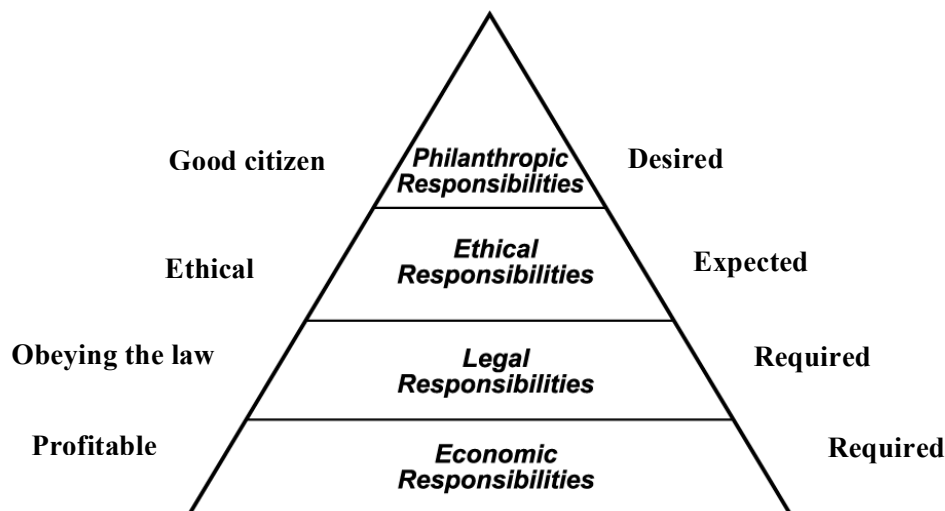 Good citizen
Philanthropic
Responsibilities
Desired
Ethical
Ethical
Responsibilities
Expected
Obeying the law
Legal
Responsibilities
Required
Profitable
Economic
Responsibilities
Required